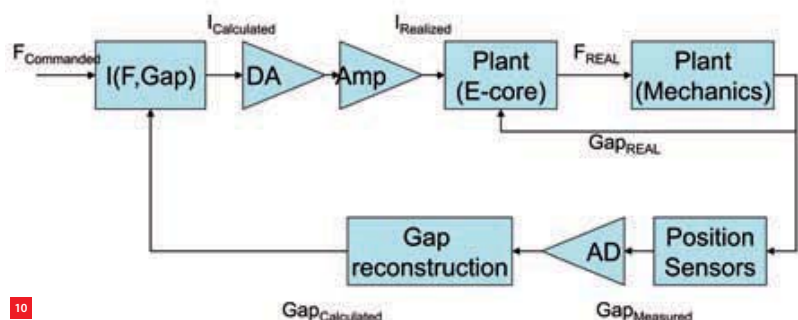 I_Calculated
I_Realized
F_Commanded
I(F,Gap)
DA
Amp
Plant
(E-core)
F_REAL
Plant
(Mechanics)
Gap_REAL
Gap
reconstruction
AD
Position
Sensors
10
Gap_Calculated
Gap_Measured